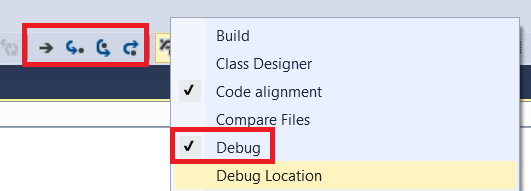 Build
Class Designer
Code alignment
Compare Files
Debug
Debug Location